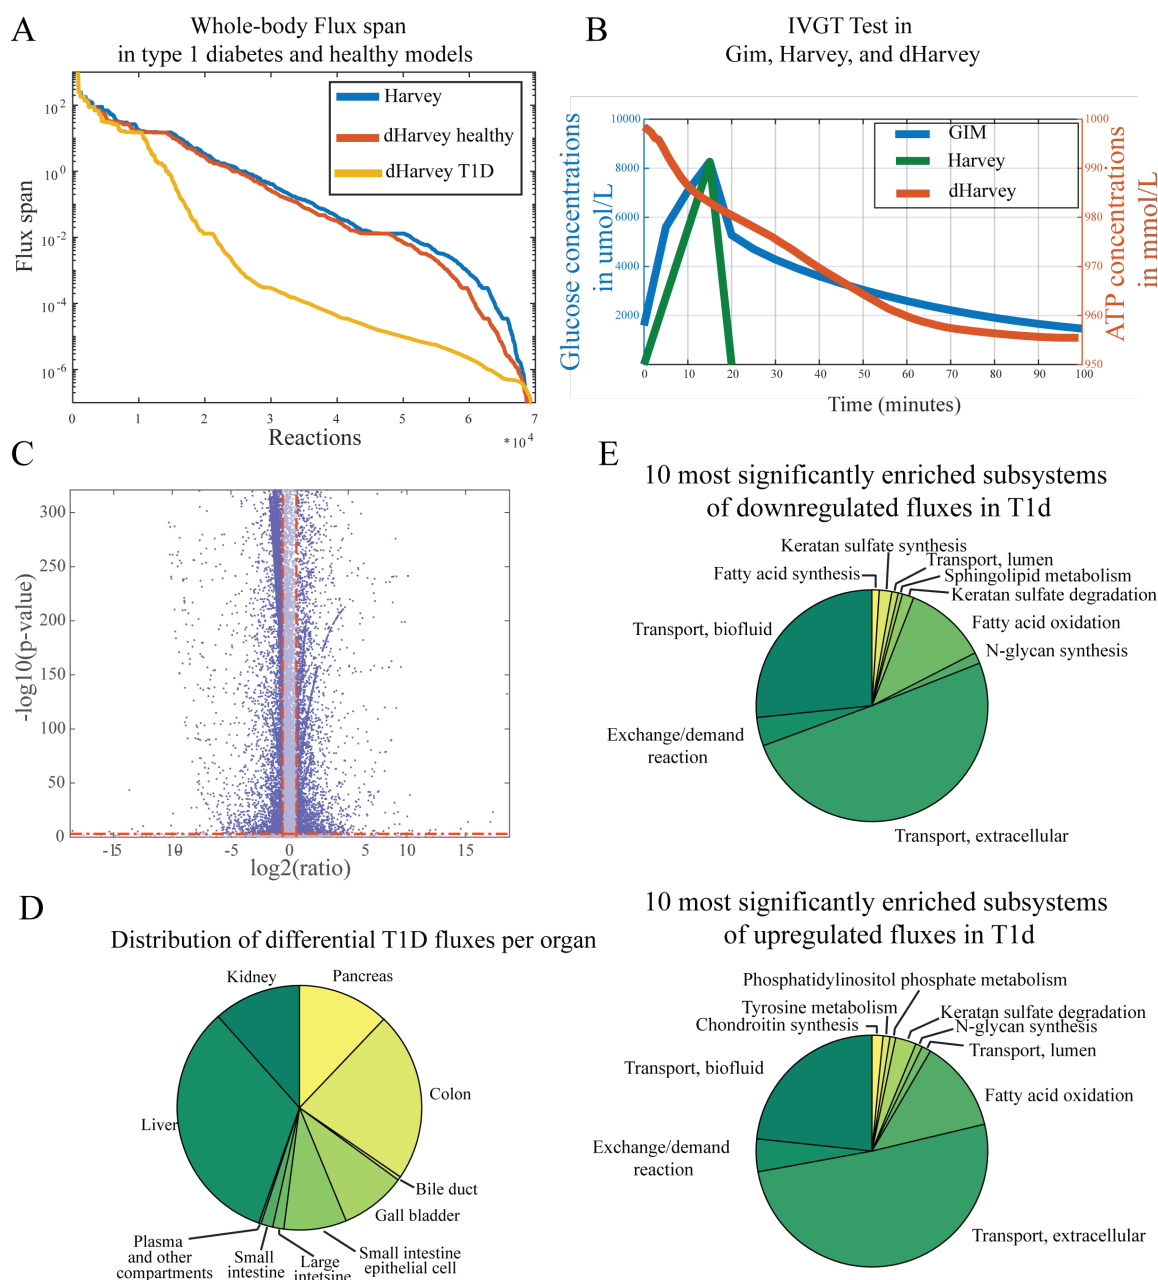 A
Whole-body Flux span
in type 1 diabetes and healthy models
Harvey
dHarvey healthy
dHarvey T1D
Flux span
10^2
10^0
10^-2
10^-4
10^-6
0 1 2 3 4 5 6 7
Reactions
*10^4
B
IVGT Test in
Gim, Harvey, and dHarvey
GIM
Harvey
dHarvey
Glucose concentrations
in umol/L
10000
8000
6000
4000
2000
ATP concentrations
in mmol/L
1000
990
980
970
960
950
0 10 20 30 40 50 60 70 80 90 100
Time (minutes)
C
-log10(p-value)
300
250
200
150
100
50
0
-15 -10 -5 0 5 10 15
log2(ratio)
D
Distribution of differential T1D fluxes per organ
Kidney
Pancreas
Colon
Liver
Bile duct
Gall bladder
Small intestine
epithelial cell
Large
intetsine
Small
intestine
Plasma
and other
compartments
E
10 most significantly enriched subsystems
of downregulated fluxes in T1d
Keratan sulfate synthesis
Transport, lumen
Fatty acid synthesis
Sphingolipid metabolism
Keratan sulfate degradation
Fatty acid oxidation
Transport, biofluid
N-glycan synthesis
Exchange/demand
reaction
Transport, extracellular
10 most significantly enriched subsystems
of upregulated fluxes in T1d
Phosphatidylinositol phosphate metabolism
Tyrosine metabolism
Keratan sulfate degradation
Chondroitin synthesis
N-glycan synthesis
Transport, lumen
Transport, biofluid
Fatty acid oxidation
Exchange/demand
reaction
Transport, extracellular